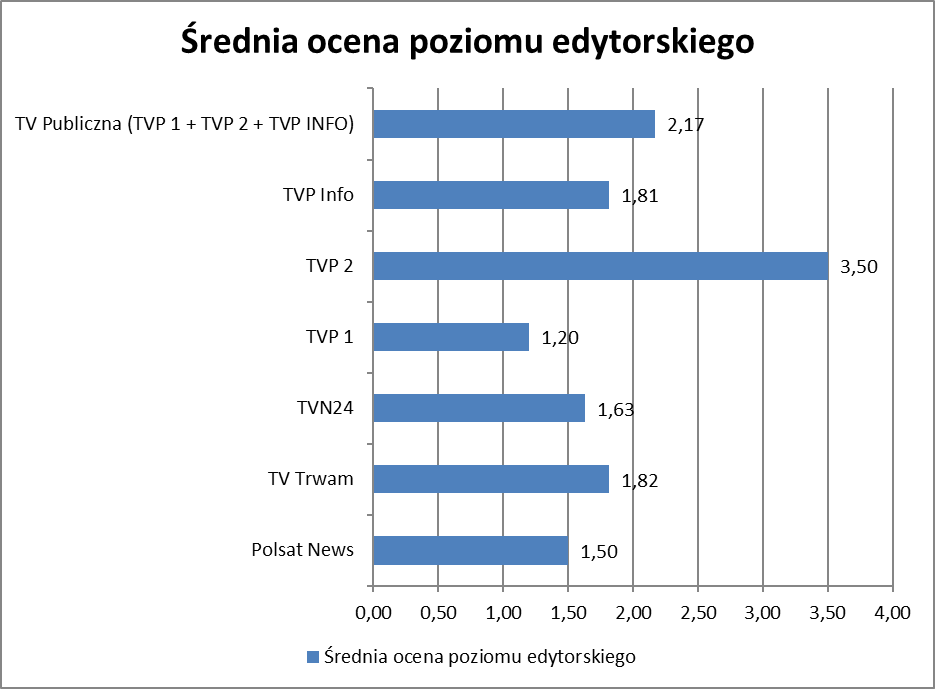 Średnia ocena poziomu edytorskiego
TV Publiczna (TVP 1 + TVP 2 + TVP INFO)
2,17
TVP Info
1,81
TVP 2
3,50
TVP 1
1,20
TVN24
1,63
TV Trwam
1,82
Polsat News
1,50
0,00 0,50 1,00 1,50 2,00 2,50 3,00 3,50 4,00
Średnia ocena poziomu edytorskiego